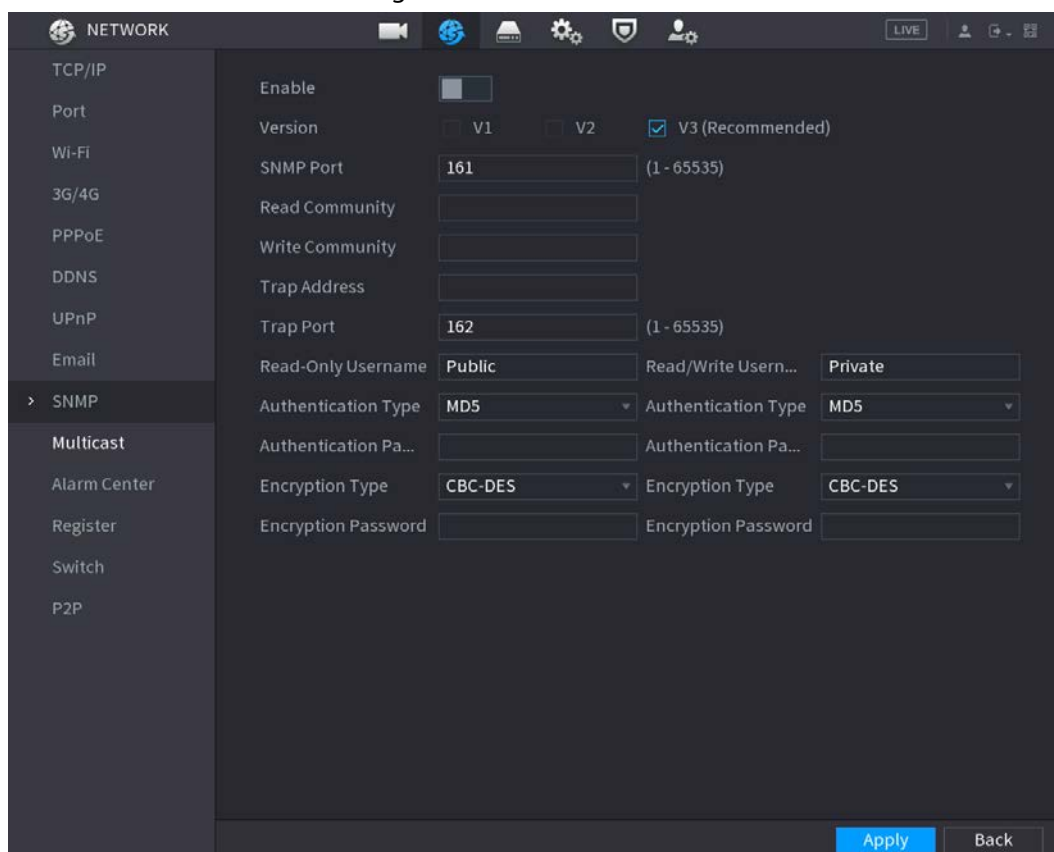 NETWORK
LIVE
TCP/IP
Port
Wi-Fi
3G/4G
PPPoE
DDNS
UPnP
Email
SNMP
Multicast
Alarm Center
Register
Switch
P2P
Enable
Version V1 V2 V3 (Recommended)
SNMP Port 161 (1 - 65535)
Read Community
Write Community
Trap Address
Trap Port 162 (1 - 65535)
Read-Only Username Public Read/Write Usern... Private
Authentication Type MD5 Authentication Type MD5
Authentication Pa... Authentication Pa...
Encryption Type CBC-DES Encryption Type CBC-DES
Encryption Password Encryption Password
Apply Back